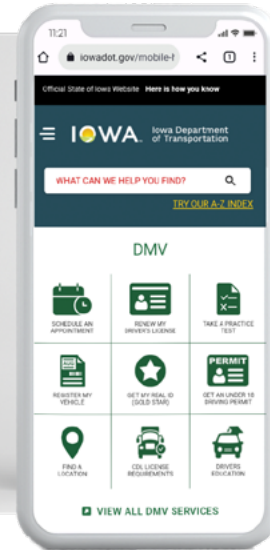 11:21
iowadot.gov/mobile-h
1
Official State of Iowa Website Here is how you know
IOWA Iowa Department
of Transportation
WHAT CAN WE HELP YOU FIND?
TRY OUR A-Z INDEX
DMV
SCHEDULE AN
APPOINTMENT
RENEW MY
DRIVER'S LICENSE
TAKE A PRACTICE
TEST
REGISTER MY
VEHICLE
GET MY REAL ID
(GOLD STAR)
PERMIT
GET AN UNDER 18
DRIVING PERMIT
FIND A
LOCATION
CDL LICENSE
REQUIREMENTS
DRIVERS
EDUCATION
VIEW ALL DMV SERVICES